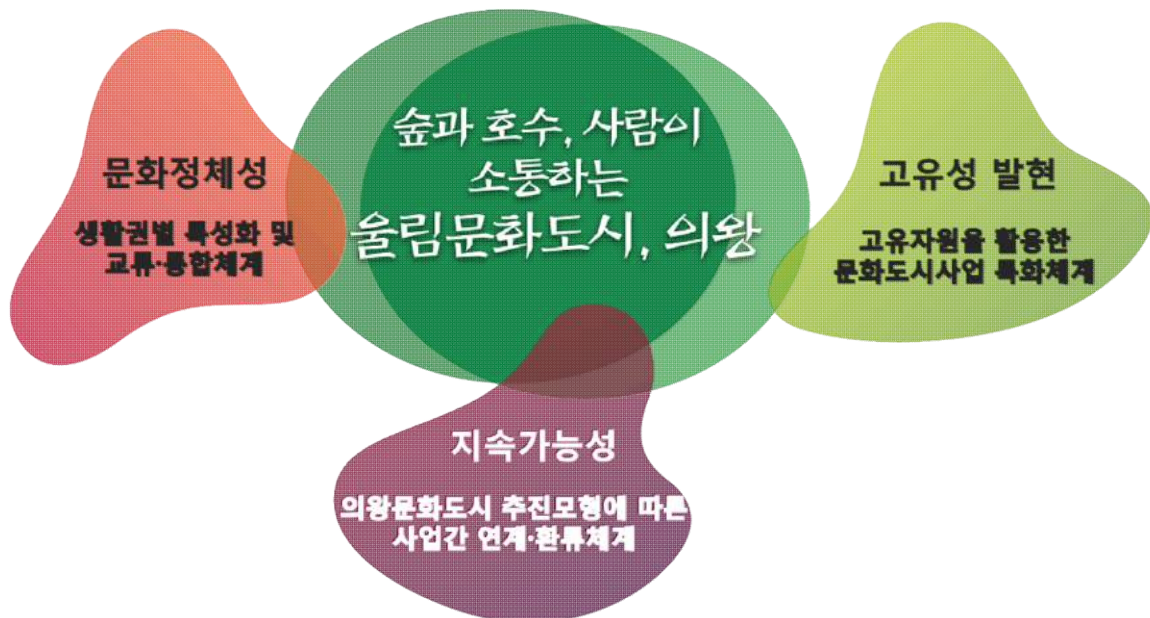 숲과 호수, 사람이
소통하는
울림문화도시, 의왕
문화정체성
생활권별 특성화 및
교류·통합체계
고유성 발현
고유자원을 활용한
문화도시사업 특화체계
지속가능성
의왕문화도시 추진모형에 따른
사업간 연계·환류체계